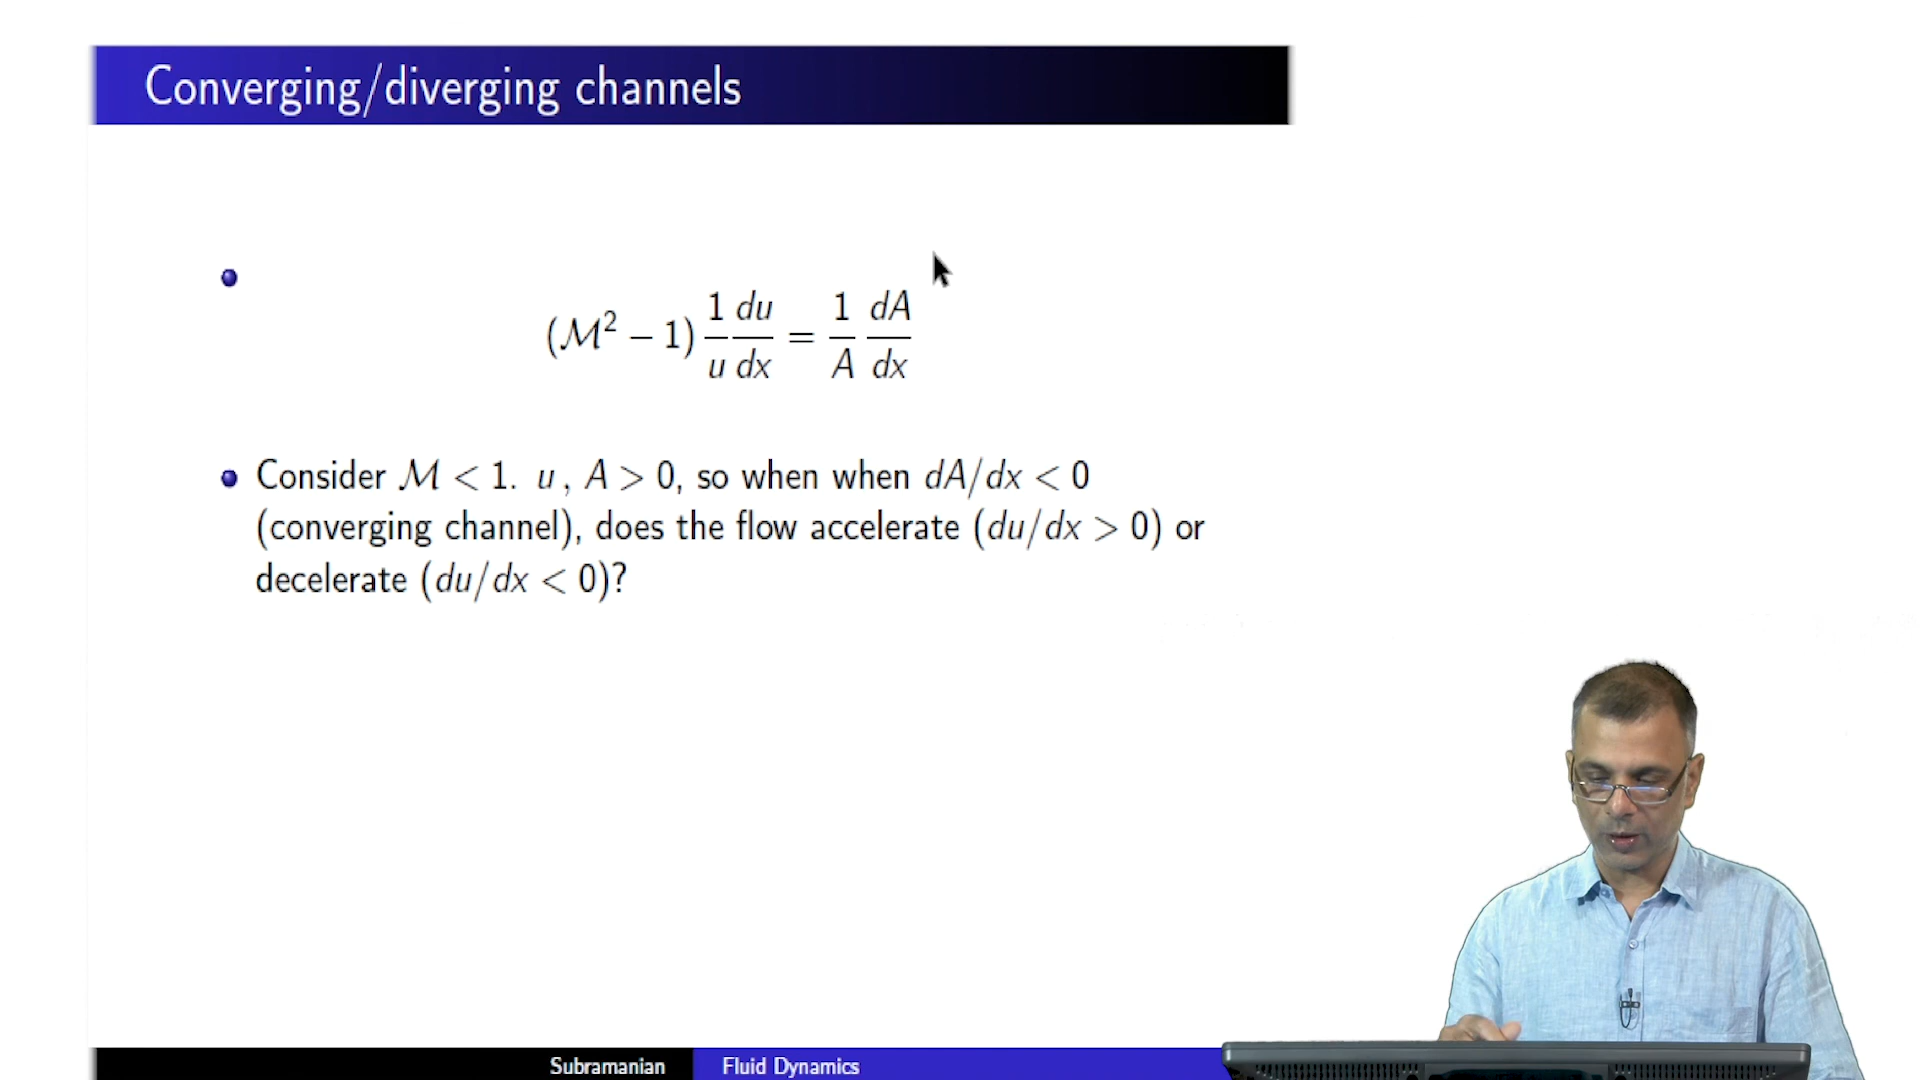 Converging/diverging channels
(ℳ² − 1) 1/u du/dx = 1/A dA/dx
Consider ℳ < 1. u, A > 0, so when when dA/dx < 0
(converging channel), does the flow accelerate (du/dx > 0) or
decelerate (du/dx < 0)?
Subramanian Fluid Dynamics